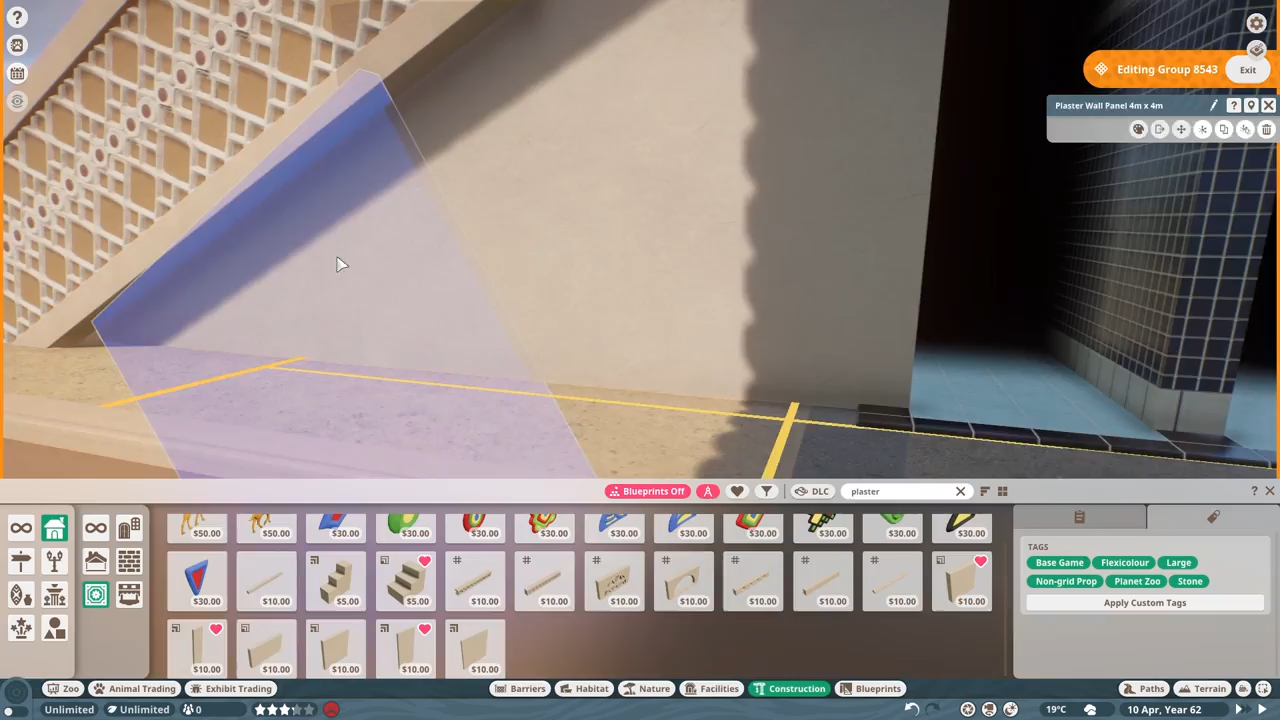 Editing Group 8543
Exit
Plaster Wall Panel 4m x 4m
Blueprints Off
DLC
plaster
$50.00 $50.00 $30.00 $30.00 $30.00 $30.00 $30.00 $30.00 $30.00 $30.00 $30.00 $30.00
$30.00 $10.00 $5.00 $5.00 $10.00 $10.00 $10.00 $10.00 $10.00 $10.00 $10.00 $10.00
$10.00 $10.00 $10.00 $10.00 $10.00
TAGS
Base Game Flexicolour Large
Non-grid Prop Planet Zoo Stone
Apply Custom Tags
Zoo Animal Trading Exhibit Trading Barriers Habitat Nature Facilities Construction Blueprints Paths Terrain
Unlimited Unlimited 0 19°C 10 Apr, Year 62